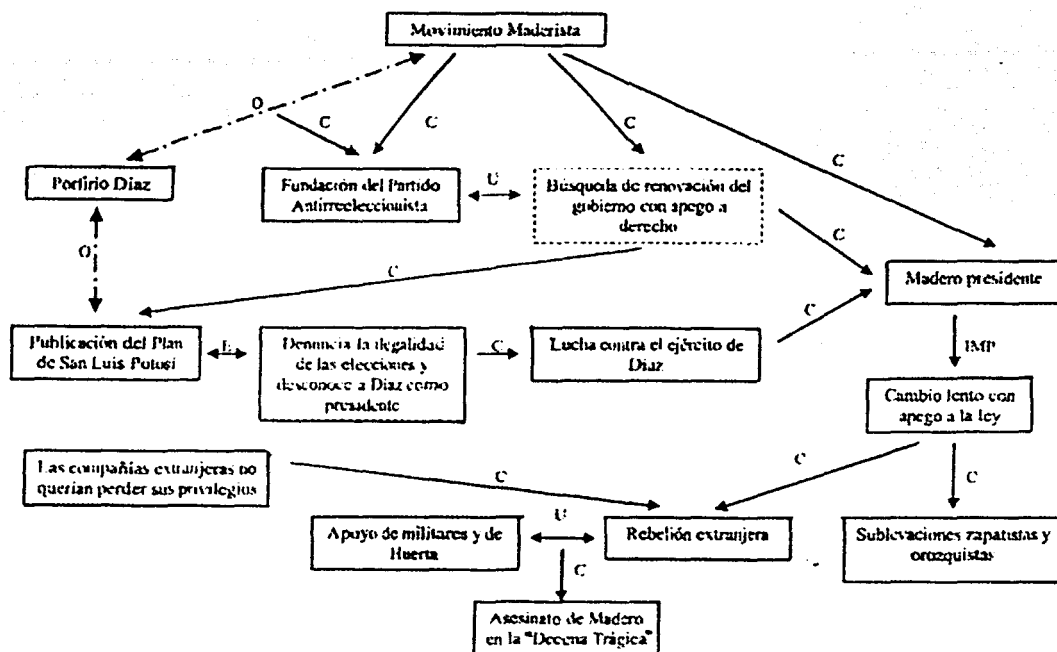 Movimiento Maderista
O
C
C
C
C
Porfirio Díaz
Fundación del Partido
Antirreeleccionista
U
Búsqueda de renovación del
gobierno con apego a
derecho
O
C
C
Madero presidente
Publicación del Plan
de San Luis Potosí
E
Denuncia la ilegalidad
de las elecciones y
desconoce a Díaz como
presidente
C
Lucha contra el ejército de
Díaz
C
IMP
Cambio lento con
apego a la ley
Las compañías extranjeras no
querían perder sus privilegios
C
C
C
Apoyo de militares y de
Huerta
U
Rebelión extranjera
Sublevaciones zapatistas y
orozquistas
C
Asesinato de Madero
en la "Decena Trágica"